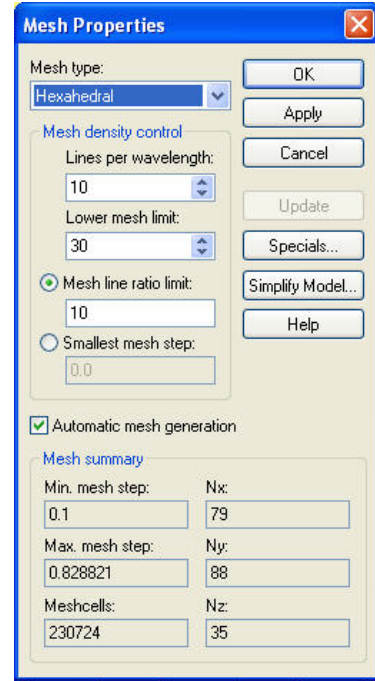 Mesh Properties
Mesh type:
Hexahedral
OK
Apply
Cancel
Update
Specials...
Simplify Model...
Help
Mesh density control
Lines per wavelength:
10
Lower mesh limit:
30
Mesh line ratio limit:
10
Smallest mesh step:
0.0
Automatic mesh generation
Mesh summary
Min. mesh step: Nx:
0.1 79
Max. mesh step: Ny:
0.828821 88
Meshcells: Nz:
230724 35